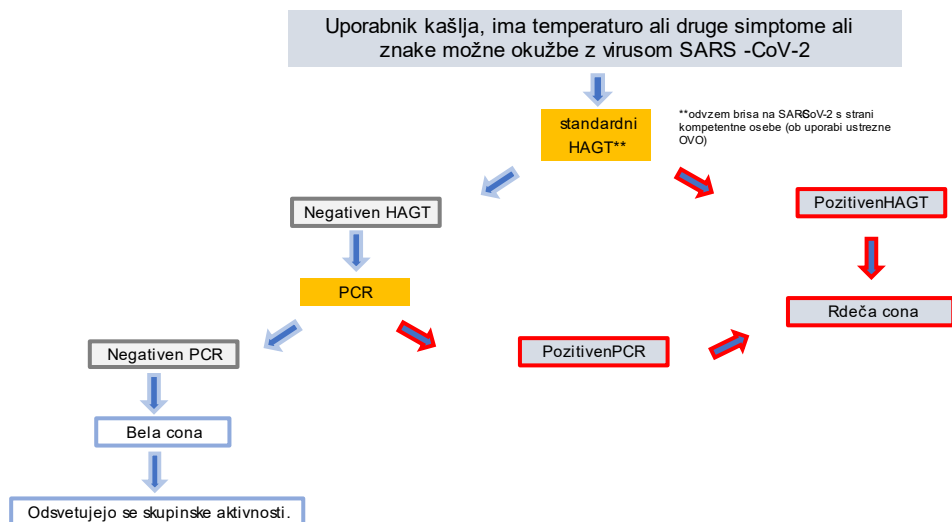 Uporabnik kašlja, ima temperaturo ali druge simptome ali
znake možne okužbe z virusom SARS -CoV-2
standardni
HAGT**
**odvzem brisa na SARS-CoV-2 s strani
kompetentne osebe (ob uporabi ustrezne
OVO)
Negativen HAGT
PozitivenHAGT
PCR
Rdeča cona
Negativen PCR
PozitivenPCR
Bela cona
Odsvetujejo se skupinske aktivnosti.